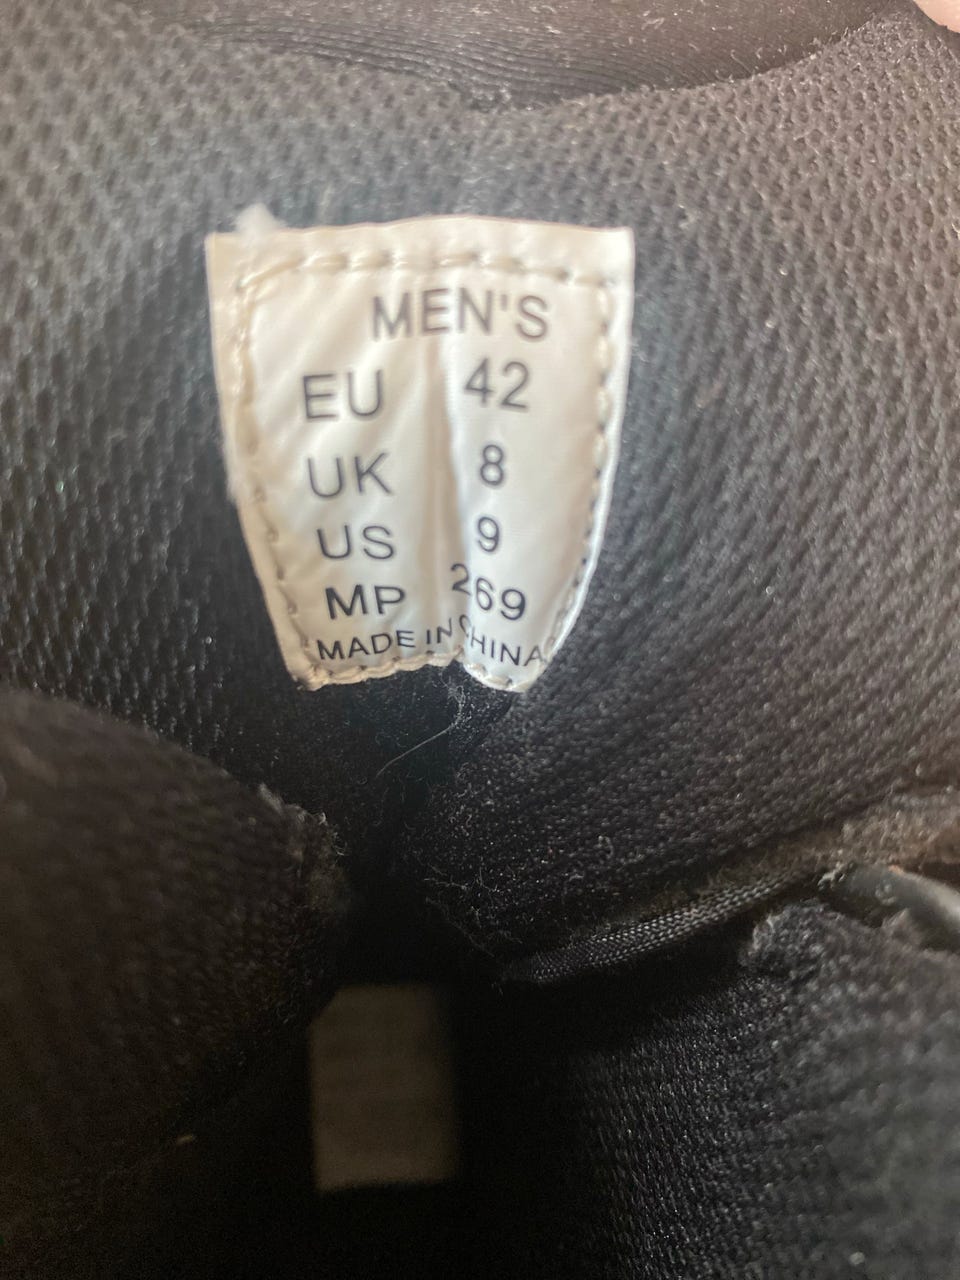 MEN'S
EU 42
UK 8
US 9
MP 269
MADE IN CHINA